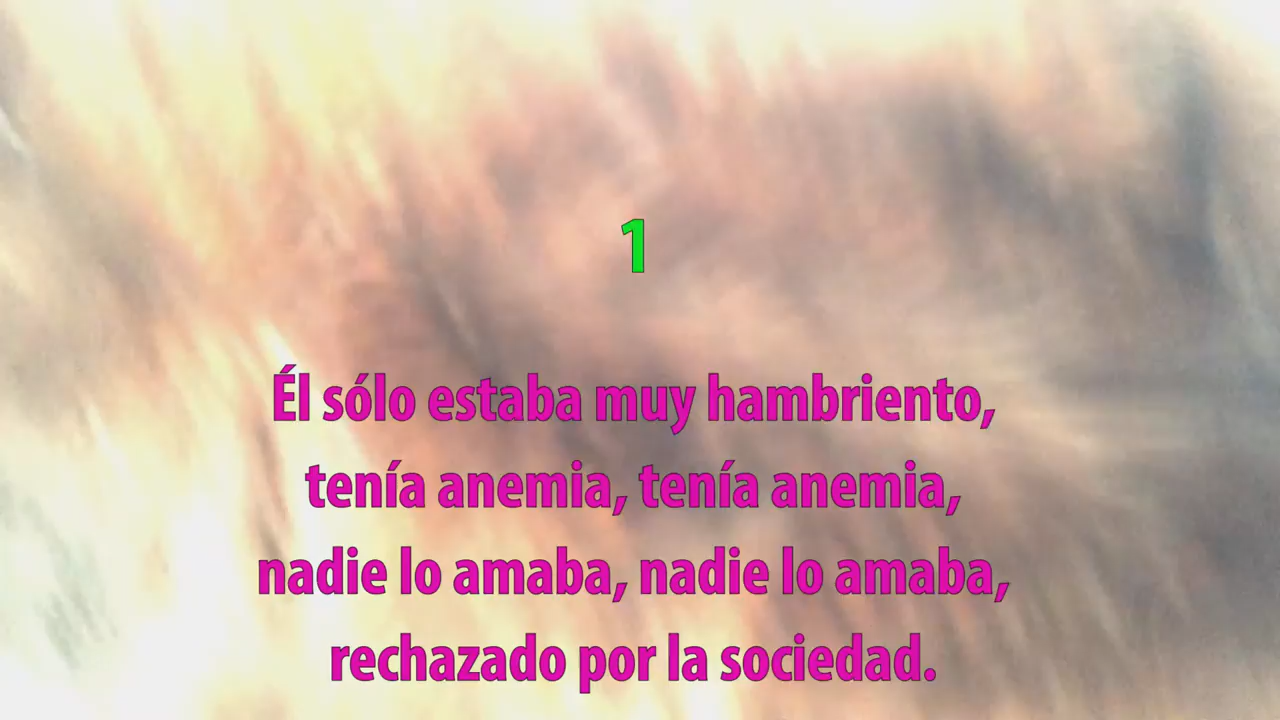 1
Él sólo estaba muy hambriento,
tenía anemia, tenía anemia,
nadie lo amaba, nadie lo amaba,
rechazado por la sociedad.